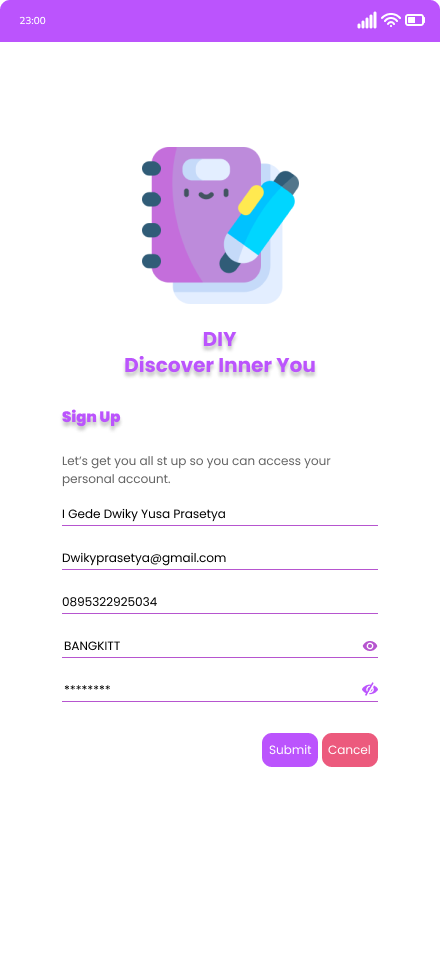 23:00
DIY
Discover Inner You
Sign Up
Let's get you all st up so you can access your
personal account.
I Gede Dwiky Yusa Prasetya
Dwikyprasetya@gmail.com
0895322925034
BANGKITT
********
Submit Cancel